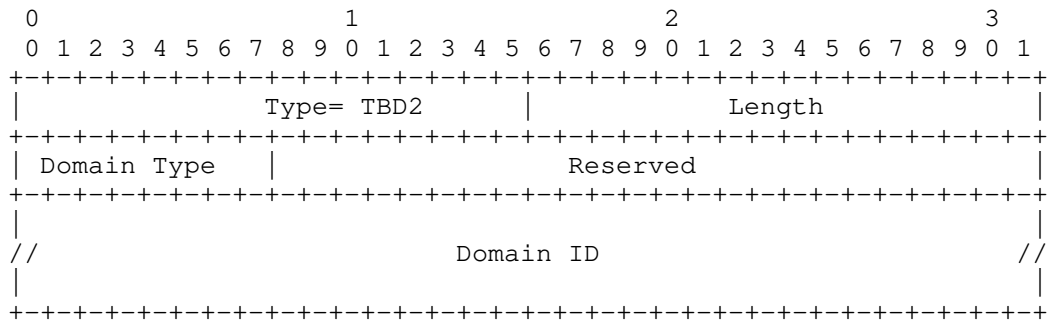 0                   1                   2                   3
 0 1 2 3 4 5 6 7 8 9 0 1 2 3 4 5 6 7 8 9 0 1 2 3 4 5 6 7 8 9 0 1
+-+-+-+-+-+-+-+-+-+-+-+-+-+-+-+-+-+-+-+-+-+-+-+-+-+-+-+-+-+-+-+-+
|               Type= TBD2      |            Length             |
+-+-+-+-+-+-+-+-+-+-+-+-+-+-+-+-+-+-+-+-+-+-+-+-+-+-+-+-+-+-+-+-+
| Domain Type   |                  Reserved                     |
+-+-+-+-+-+-+-+-+-+-+-+-+-+-+-+-+-+-+-+-+-+-+-+-+-+-+-+-+-+-+-+-+
|                                                               |
//                          Domain ID                          //
|                                                               |
+-+-+-+-+-+-+-+-+-+-+-+-+-+-+-+-+-+-+-+-+-+-+-+-+-+-+-+-+-+-+-+-+